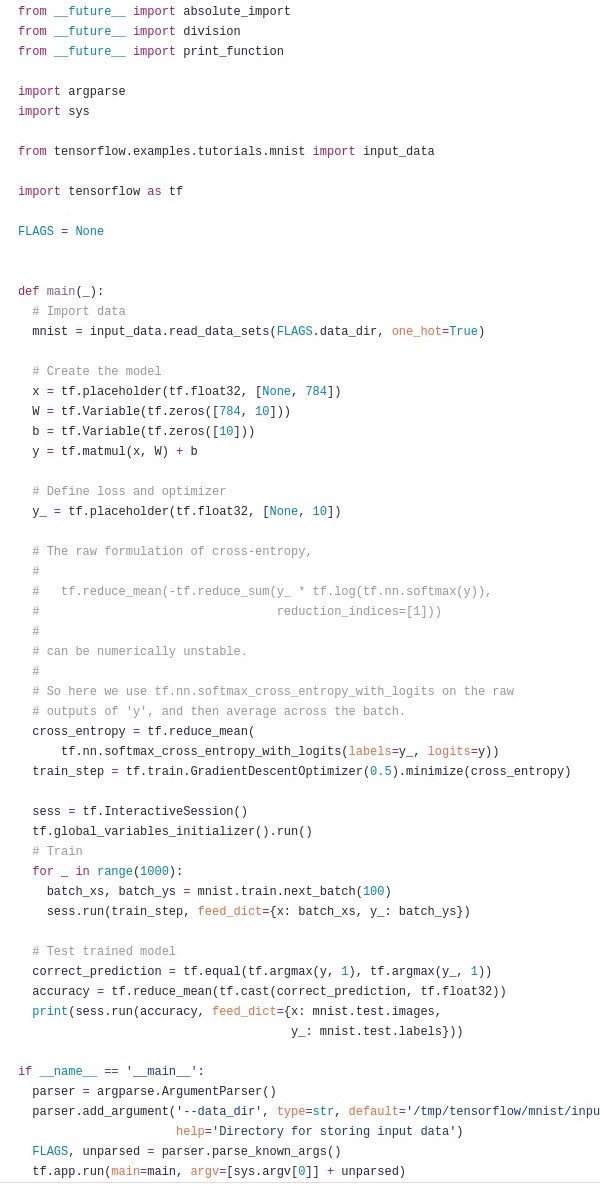 from __future__ import absolute_import
from __future__ import division
from __future__ import print_function

import argparse
import sys

from tensorflow.examples.tutorials.mnist import input_data

import tensorflow as tf

FLAGS = None


def main(_):
  # Import data
  mnist = input_data.read_data_sets(FLAGS.data_dir, one_hot=True)

  # Create the model
  x = tf.placeholder(tf.float32, [None, 784])
  W = tf.Variable(tf.zeros([784, 10]))
  b = tf.Variable(tf.zeros([10]))
  y = tf.matmul(x, W) + b

  # Define loss and optimizer
  y_ = tf.placeholder(tf.float32, [None, 10])

  # The raw formulation of cross-entropy,
  #
  #   tf.reduce_mean(-tf.reduce_sum(y_ * tf.log(tf.nn.softmax(y)),
  #                                 reduction_indices=[1]))
  #
  # can be numerically unstable.
  #
  # So here we use tf.nn.softmax_cross_entropy_with_logits on the raw
  # outputs of 'y', and then average across the batch.
  cross_entropy = tf.reduce_mean(
      tf.nn.softmax_cross_entropy_with_logits(labels=y_, logits=y))
  train_step = tf.train.GradientDescentOptimizer(0.5).minimize(cross_entropy)

  sess = tf.InteractiveSession()
  tf.global_variables_initializer().run()
  # Train
  for _ in range(1000):
    batch_xs, batch_ys = mnist.train.next_batch(100)
    sess.run(train_step, feed_dict={x: batch_xs, y_: batch_ys})

  # Test trained model
  correct_prediction = tf.equal(tf.argmax(y, 1), tf.argmax(y_, 1))
  accuracy = tf.reduce_mean(tf.cast(correct_prediction, tf.float32))
  print(sess.run(accuracy, feed_dict={x: mnist.test.images,
                                      y_: mnist.test.labels}))

if __name__ == '__main__':
  parser = argparse.ArgumentParser()
  parser.add_argument('--data_dir', type=str, default='/tmp/tensorflow/mnist/inpu
                      help='Directory for storing input data')
  FLAGS, unparsed = parser.parse_known_args()
  tf.app.run(main=main, argv=[sys.argv[0]] + unparsed)